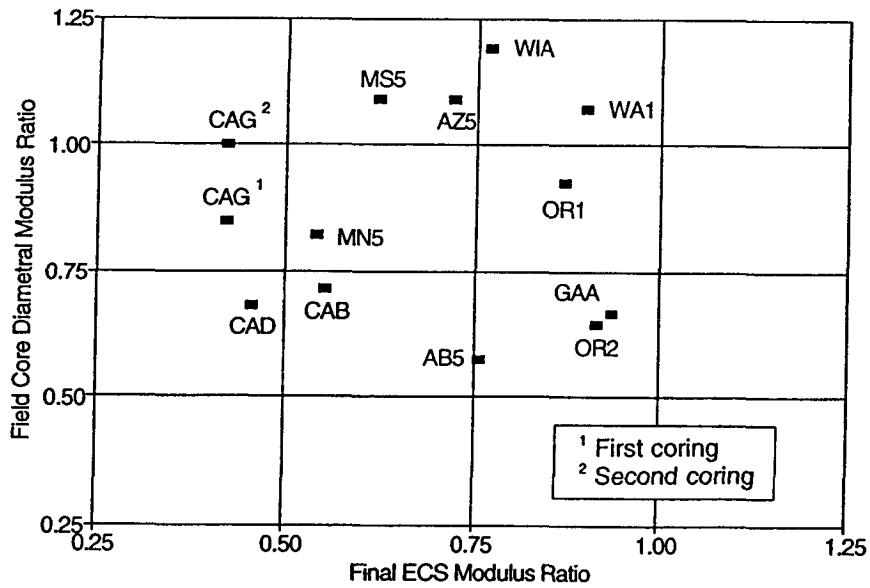 1.25
WIA
MS5
AZ5
WA1
CAG ²
1.00
CAG ¹
OR1
MN5
0.75
GAA
CAD
CAB
OR2
AB5
0.50
¹ First coring
² Second coring
0.25
0.25 0.50 0.75 1.00 1.25
Final ECS Modulus Ratio
Field Core Diametral Modulus Ratio